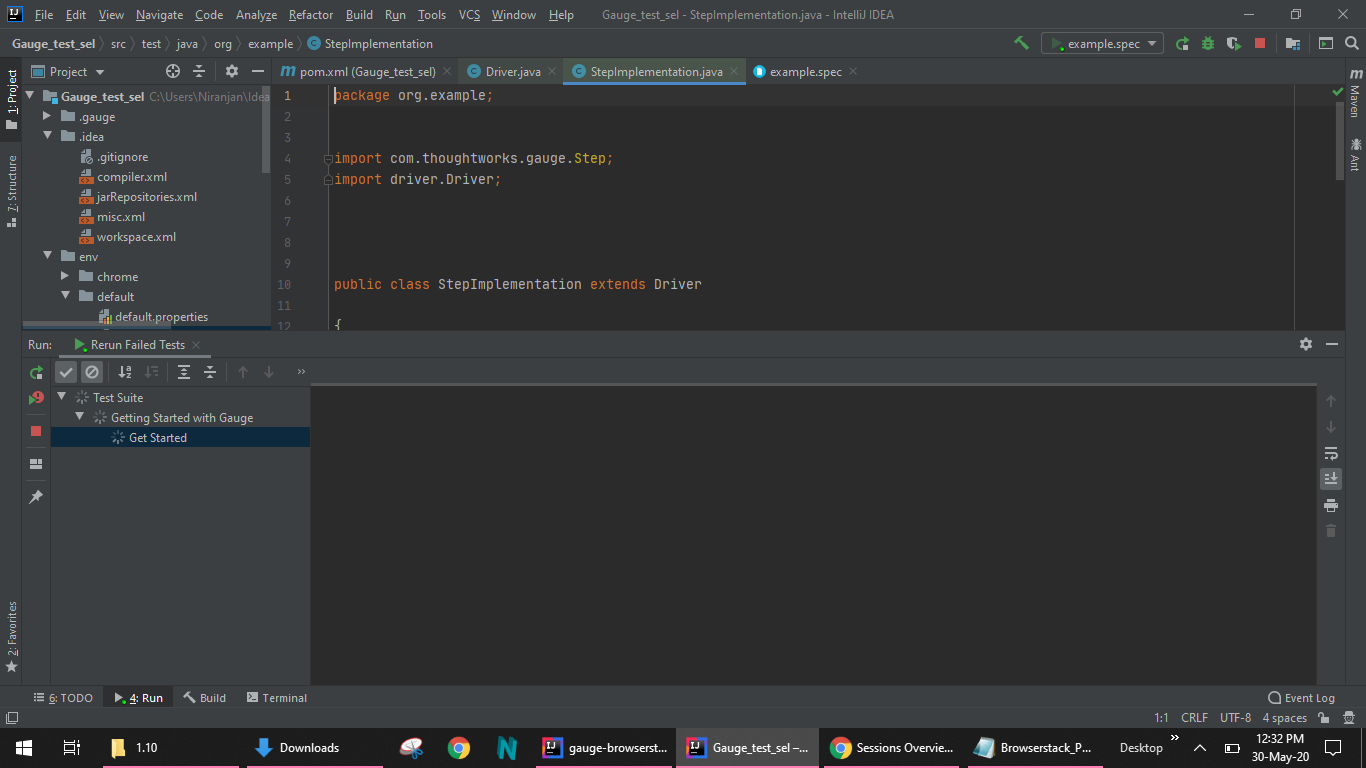 File Edit View Navigate Code Analyze Refactor Build Run Tools VCS Window Help Gauge_test_sel - StepImplementation.java - IntelliJ IDEA
Gauge_test_sel src test java org example StepImplementation example.spec
1: Project
Project
pom.xml (Gauge_test_sel) Driver.java StepImplementation.java example.spec
Gauge_test_sel C:\Users\Niranjan\Idea
.gauge
.idea
.gitignore
compiler.xml
jarRepositories.xml
misc.xml
workspace.xml
env
chrome
default
default.properties
7: Structure
1 package org.example;
2
3
4 import com.thoughtworks.gauge.Step;
5 import driver.Driver;
6
7
8
9
10 public class StepImplementation extends Driver
11
12 {
Maven
Ant
Run: Rerun Failed Tests
Test Suite
Getting Started with Gauge
Get Started
2: Favorites
6: TODO 4: Run Build Terminal Event Log
1:1 CRLF UTF-8 4 spaces
1.10 Downloads gauge-browserst... Gauge_test_sel –... Sessions Overvie... Browserstack_P... Desktop 12:32 PM
30-May-20